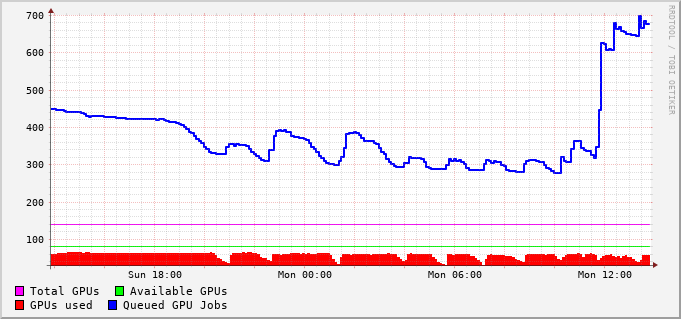 700
600
500
400
300
200
100
Sun 18:00 Mon 00:00 Mon 06:00 Mon 12:00
Total GPUs Available GPUs
GPUs used Queued GPU Jobs
RRDTOOL / TOBI OETIKER